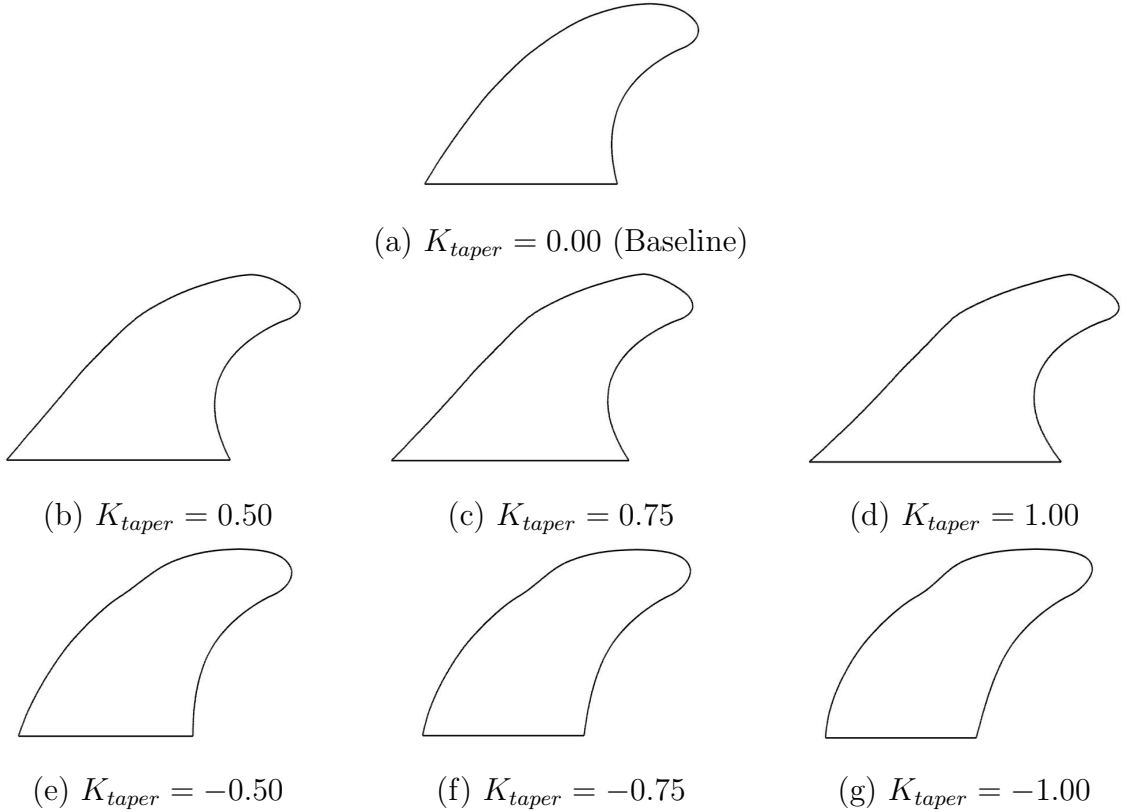 (a) K_taper = 0.00 (Baseline)
(b) K_taper = 0.50 (c) K_taper = 0.75 (d) K_taper = 1.00
(e) K_taper = −0.50 (f) K_taper = −0.75 (g) K_taper = −1.00